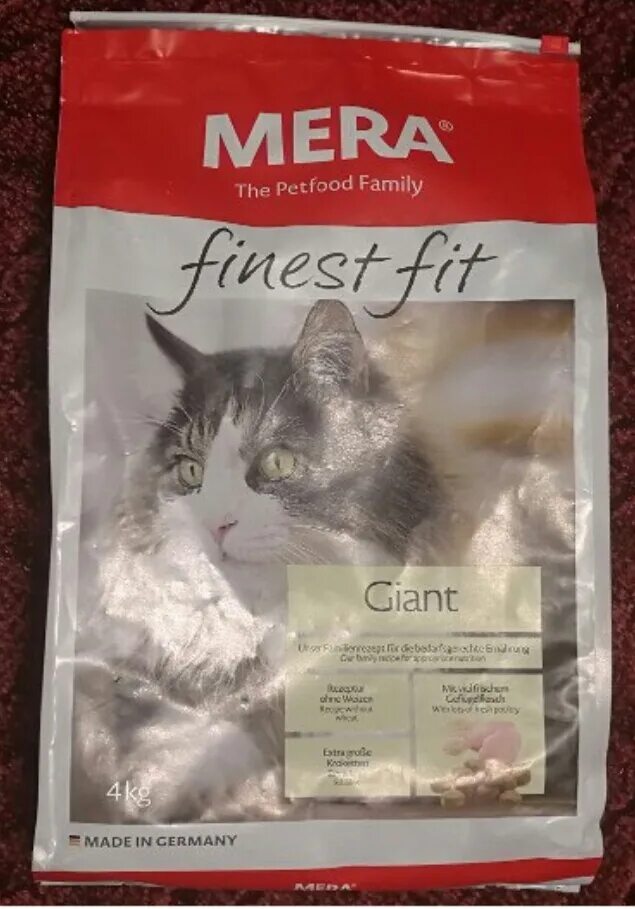 MERA®
The Petfood Family
finest fit
Giant
Unser Familienrezept für die bedarfsgerechte Ernährung
Our family recipe for appropriate nutrition
Rezeptur
ohne Weizen
Recipe without
wheat
Mit viel frischem
Geflügelfleisch
With lots of fresh poultry
Extra große
Kroketten
4kg
MADE IN GERMANY
MERA